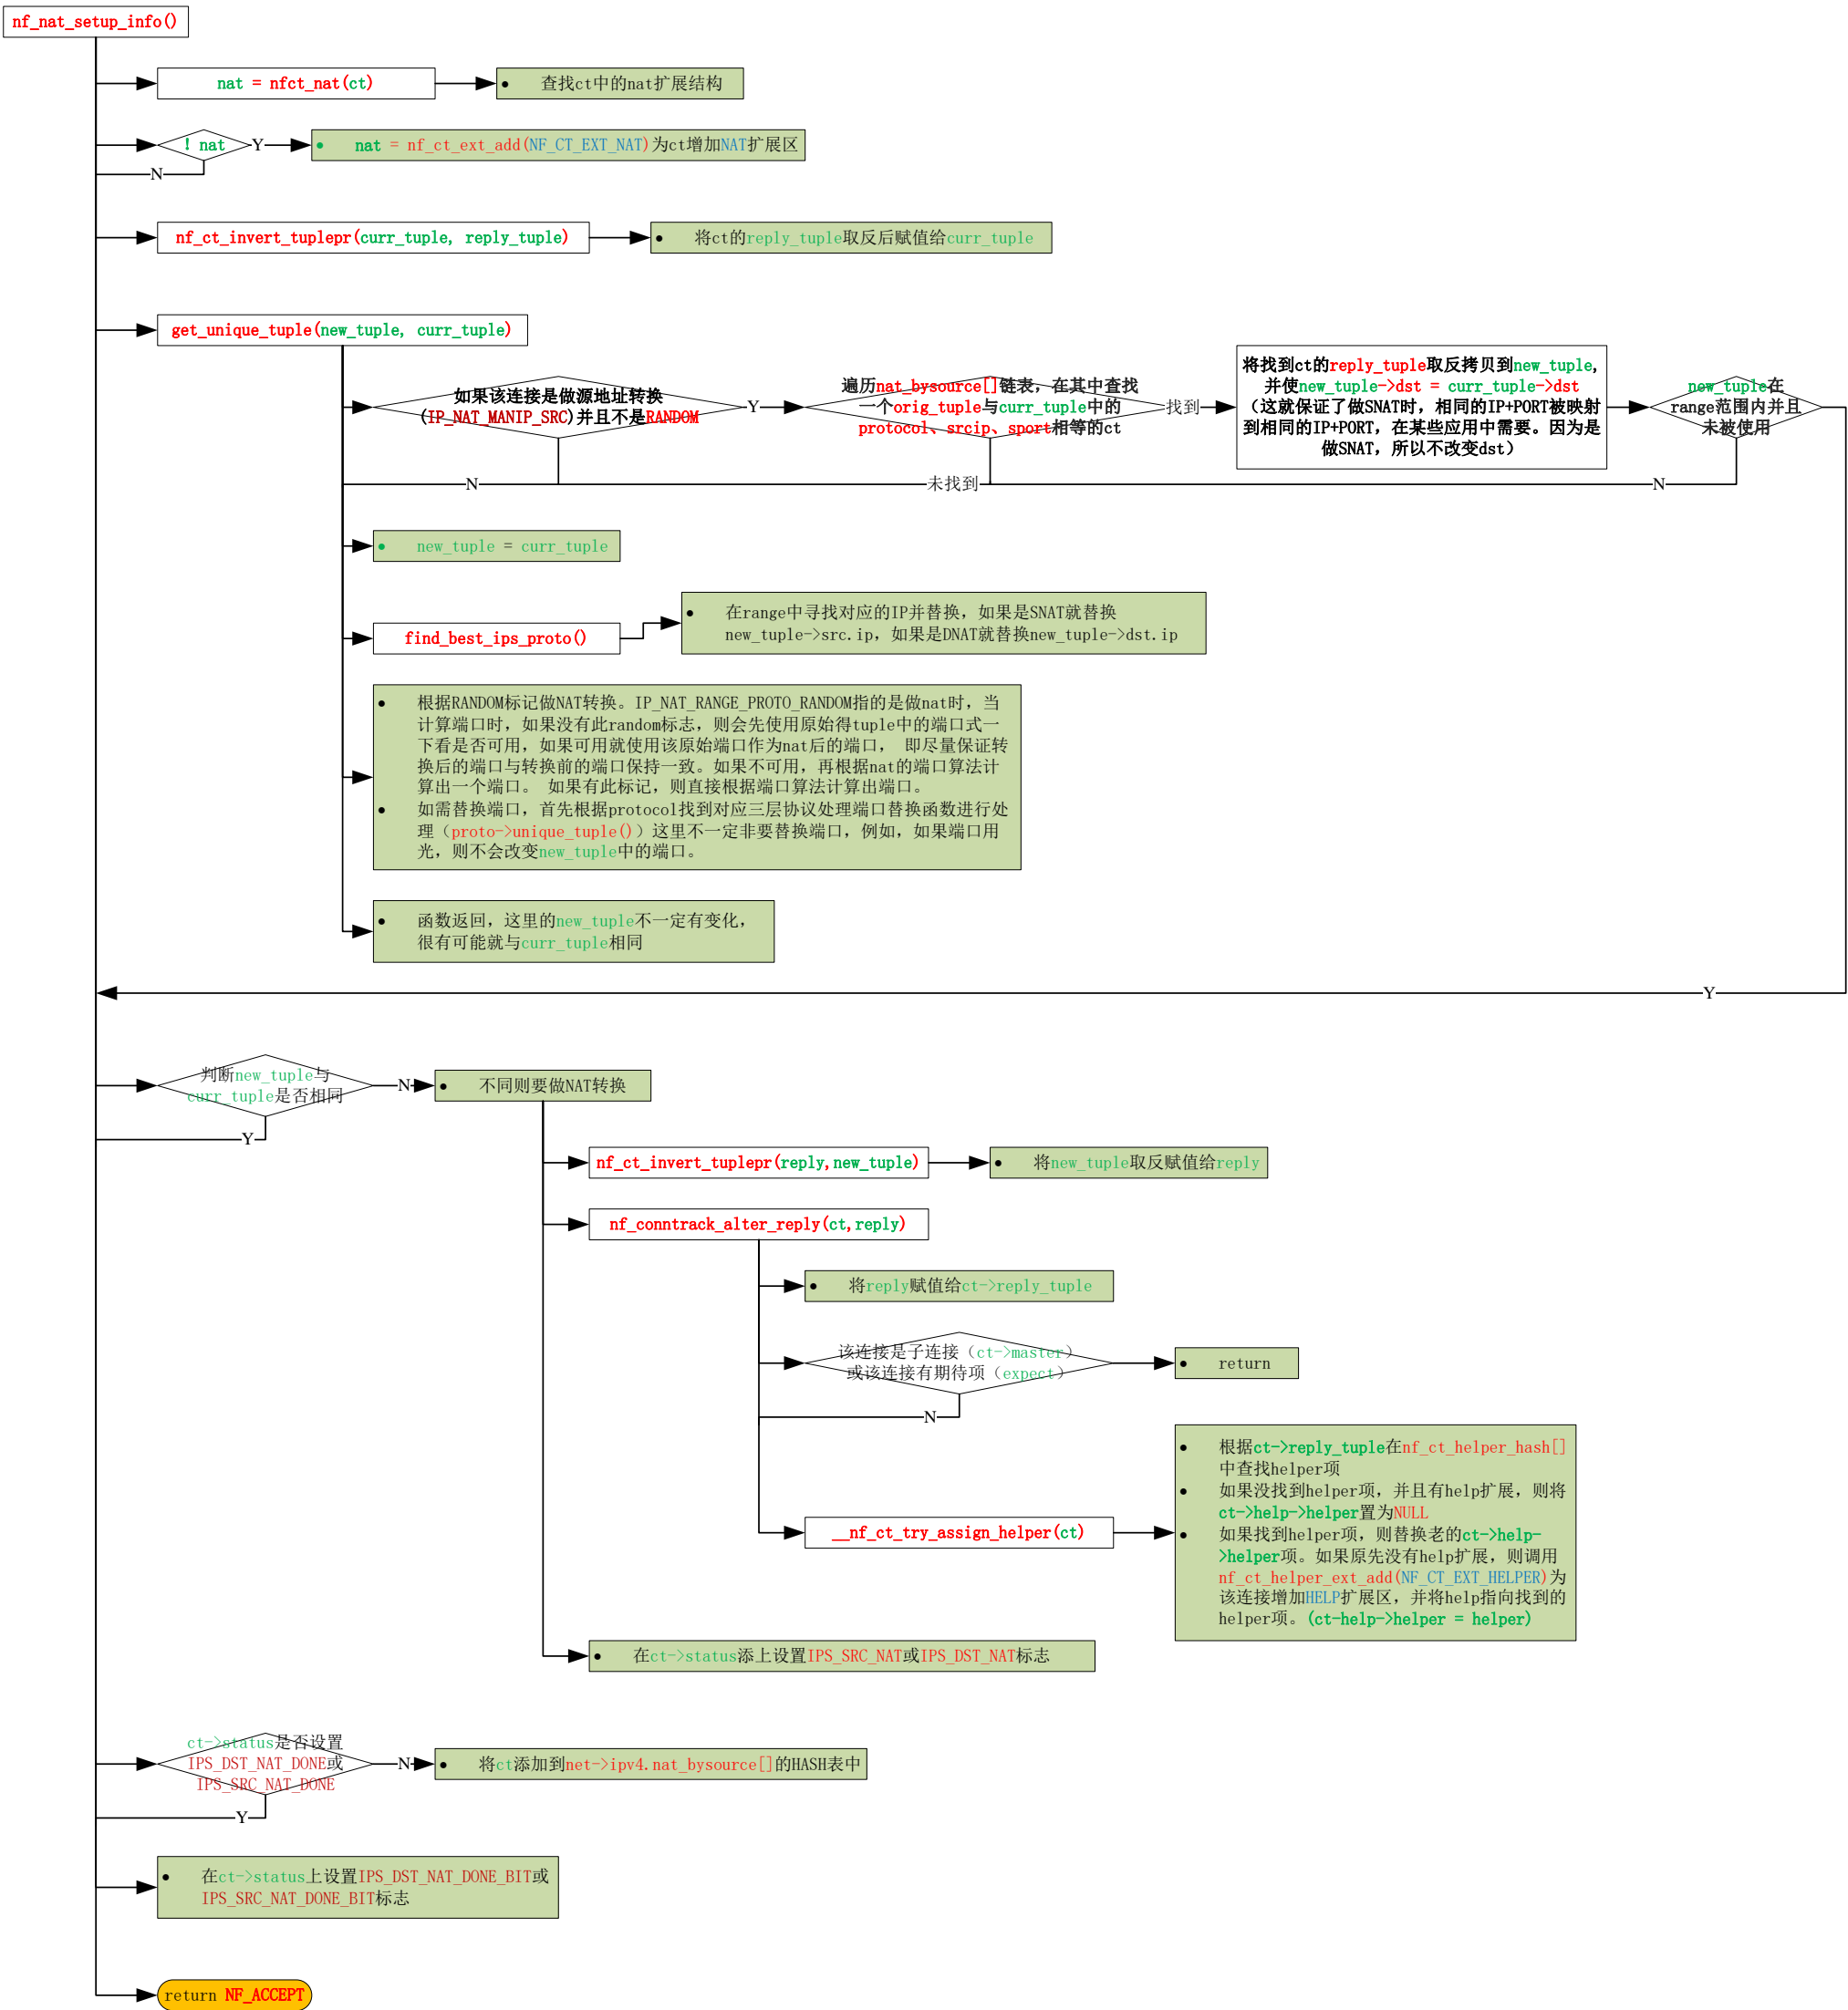 nf_nat_setup_info()
nat = nfct_nat(ct)
● 查找ct中的nat扩展结构
! nat
Y
● nat = nf_ct_ext_add(NF_CT_EXT_NAT)为ct增加NAT扩展区
N
nf_ct_invert_tuplepr(curr_tuple, reply_tuple)
● 将ct的reply_tuple取反后赋值给curr_tuple
get_unique_tuple(new_tuple, curr_tuple)
如果该连接是做源地址转换
(IP_NAT_MANIP_SRC)并且不是RANDOM
Y
遍历nat_bysource[]链表，在其中查找
一个orig_tuple与curr_tuple中的
protocol、srcip、sport相等的ct
找到
将找到ct的reply_tuple取反拷贝到new_tuple,
并使new_tuple->dst = curr_tuple->dst
（这就保证了做SNAT时，相同的IP+PORT被映射
到相同的IP+PORT，在某些应用中需要。因为是
做SNAT，所以不改变dst）
new_tuple在
range范围内并且
未被使用
N
未找到
N
● new_tuple = curr_tuple
find_best_ips_proto()
● 在range中寻找对应的IP并替换，如果是SNAT就替换
new_tuple->src.ip，如果是DNAT就替换new_tuple->dst.ip
● 根据RANDOM标记做NAT转换。IP_NAT_RANGE_PROTO_RANDOM指的是做nat时，当
计算端口时，如果没有此random标志，则会先使用原始得tuple中的端口式一
下看是否可用，如果可用就使用该原始端口作为nat后的端口， 即尽量保证转
换后的端口与转换前的端口保持一致。如果不可用，再根据nat的端口算法计
算出一个端口。 如果有此标记，则直接根据端口算法计算出端口。
● 如需替换端口，首先根据protocol找到对应三层协议处理端口替换函数进行处
理（proto->unique_tuple()）这里不一定非要替换端口，例如，如果端口用
光，则不会改变new_tuple中的端口。
● 函数返回，这里的new_tuple不一定有变化，
很有可能就与curr_tuple相同
Y
判断new_tuple与
curr_tuple是否相同
N
● 不同则要做NAT转换
Y
nf_ct_invert_tuplepr(reply,new_tuple)
● 将new_tuple取反赋值给reply
nf_conntrack_alter_reply(ct,reply)
● 将reply赋值给ct->reply_tuple
该连接是子连接（ct->master）
或该连接有期待项（expect）
● return
N
● 根据ct->reply_tuple在nf_ct_helper_hash[]
中查找helper项
● 如果没找到helper项，并且有help扩展，则将
ct->help->helper置为NULL
● 如果找到helper项，则替换老的ct->help-
>helper项。如果原先没有help扩展，则调用
nf_ct_helper_ext_add(NF_CT_EXT_HELPER)为
该连接增加HELP扩展区，并将help指向找到的
helper项。(ct-help->helper = helper)
__nf_ct_try_assign_helper(ct)
● 在ct->status添上设置IPS_SRC_NAT或IPS_DST_NAT标志
ct->status是否设置
IPS_DST_NAT_DONE或
IPS_SRC_NAT_DONE
N
● 将ct添加到net->ipv4.nat_bysource[]的HASH表中
Y
● 在ct->status上设置IPS_DST_NAT_DONE_BIT或
IPS_SRC_NAT_DONE_BIT标志
return NF_ACCEPT